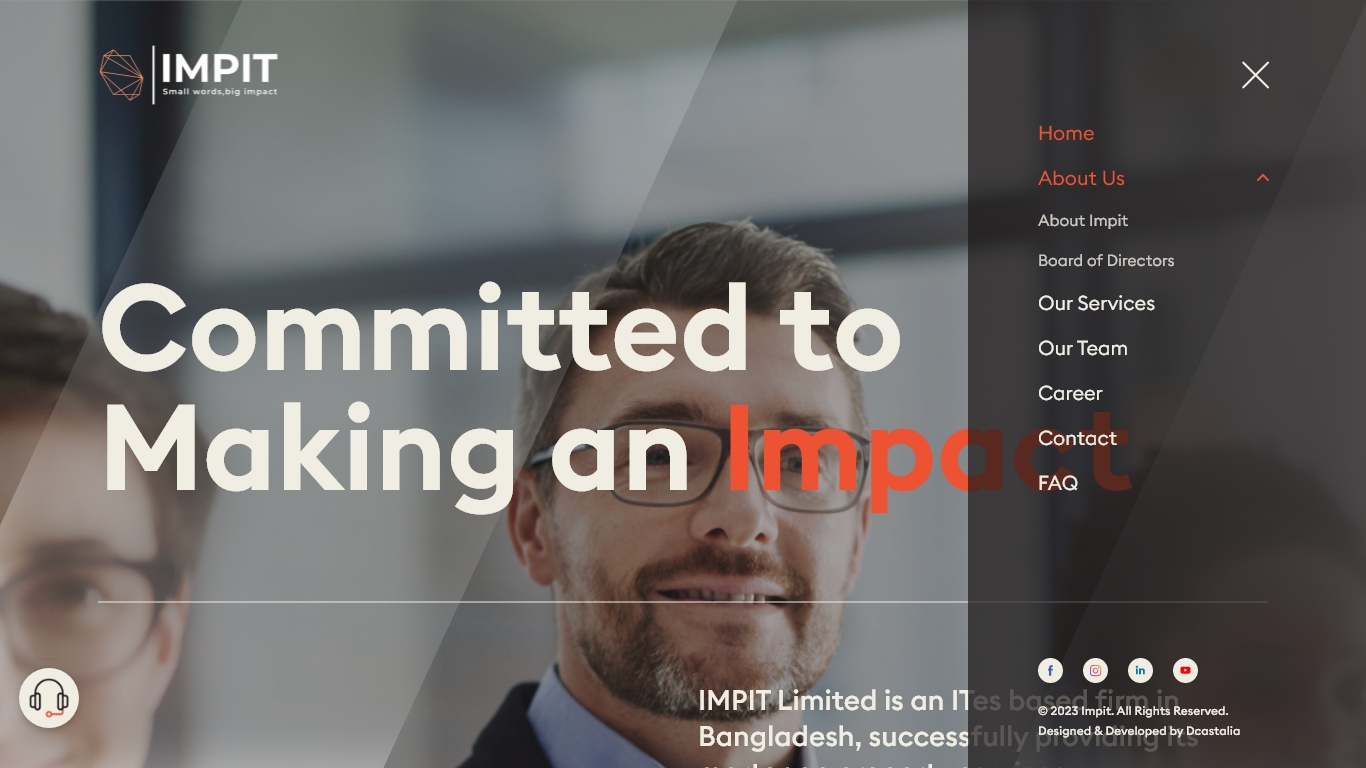 IMPIT
Small words,big impact
Home
About Us
About Impit
Board of Directors
Our Services
Our Team
Career
Contact
FAQ
Committed to
Making an Impact
IMPIT Limited is an ITes based firm in
Bangladesh, successfully providing its
© 2023 Impit. All Rights Reserved.
Designed & Developed by Dcastalia